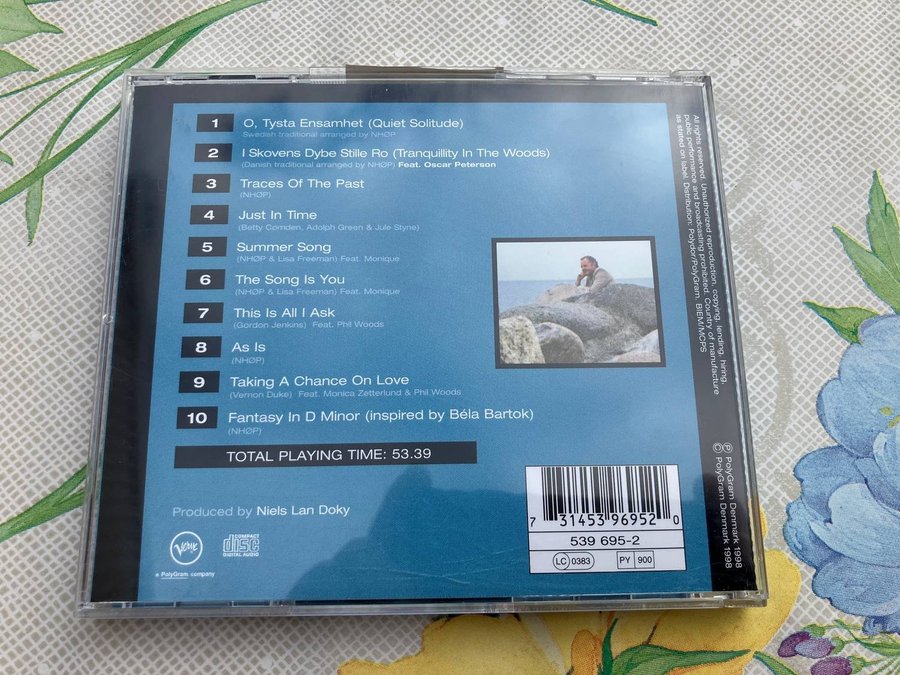 1 O, Tysta Ensamhet (Quiet Solitude)
Swedish traditional arranged by NHØP
2 I Skovens Dybe Stille Ro (Tranquillity In The Woods)
(Danish traditional arranged by NHØP) Feat. Oscar Peterson
3 Traces Of The Past
(NHØP)
4 Just In Time
(Betty Comden, Adolph Green & Jule Styne)
5 Summer Song
(NHØP & Lisa Freeman) Feat. Monique
6 The Song Is You
(NHØP & Lisa Freeman) Feat. Monique
7 This Is All I Ask
(Gordon Jenkins) Feat. Phil Woods
8 As Is
(NHØP)
9 Taking A Chance On Love
(Vernon Duke) Feat. Monica Zetterlund & Phil Woods
10 Fantasy In D Minor (inspired by Béla Bartok)
(NHØP)
TOTAL PLAYING TIME: 53.39
Produced by Niels Lan Doky
Verve
a PolyGram company
COMPACT
disc
DIGITAL AUDIO
7 31453 96952 0
539 695-2
LC 0383
PY 900
All rights reserved. Unauthorized reproduction, copying, lending, hiring,
public performance and broadcasting prohibited. Country of manufacture
as stated on label. Distribution: Polydor/PolyGram. BIEM/MCPS
℗ PolyGram Denmark 1998
© PolyGram Denmark 1998